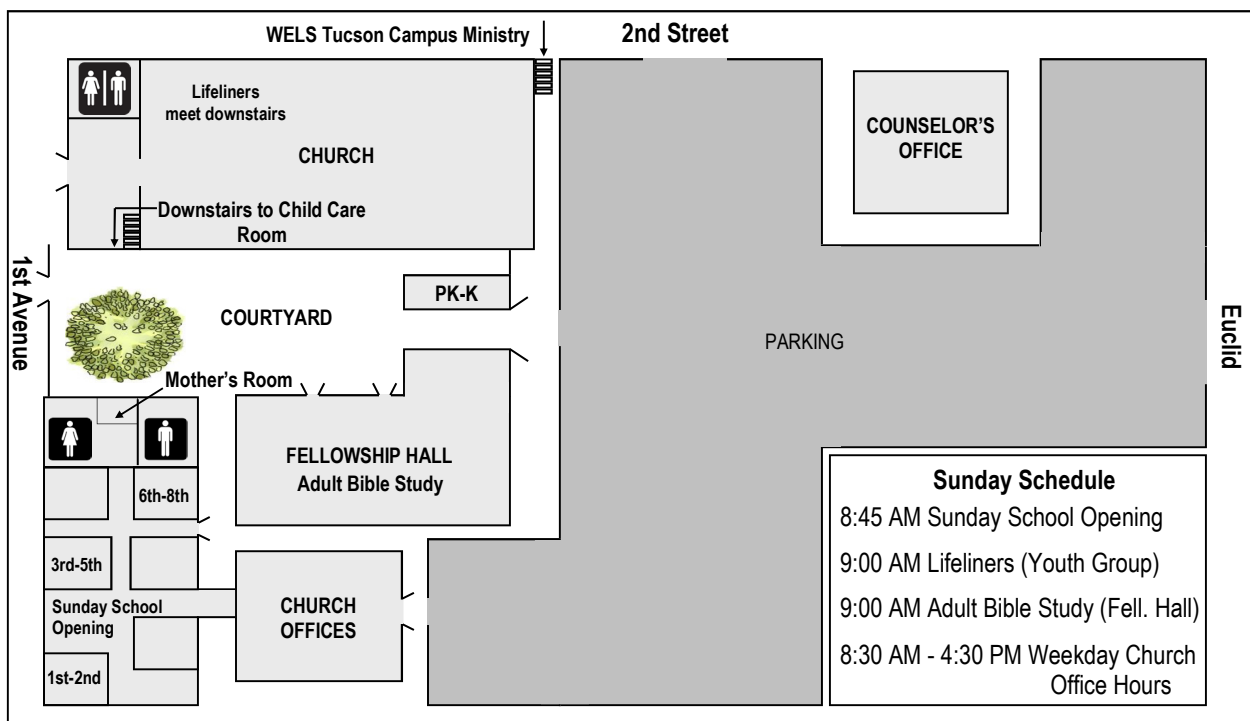 WELS Tucson Campus Ministry
2nd Street
Lifeliners
meet downstairs
CHURCH
COUNSELOR'S
OFFICE
Downstairs to Child Care
Room
1st Avenue
PK-K
COURTYARD
PARKING
Euclid
Mother's Room
FELLOWSHIP HALL
Adult Bible Study
6th-8th
3rd-5th
Sunday School
Opening
1st-2nd
CHURCH
OFFICES
Sunday Schedule
8:45 AM Sunday School Opening
9:00 AM Lifeliners (Youth Group)
9:00 AM Adult Bible Study (Fell. Hall)
8:30 AM - 4:30 PM Weekday Church
Office Hours